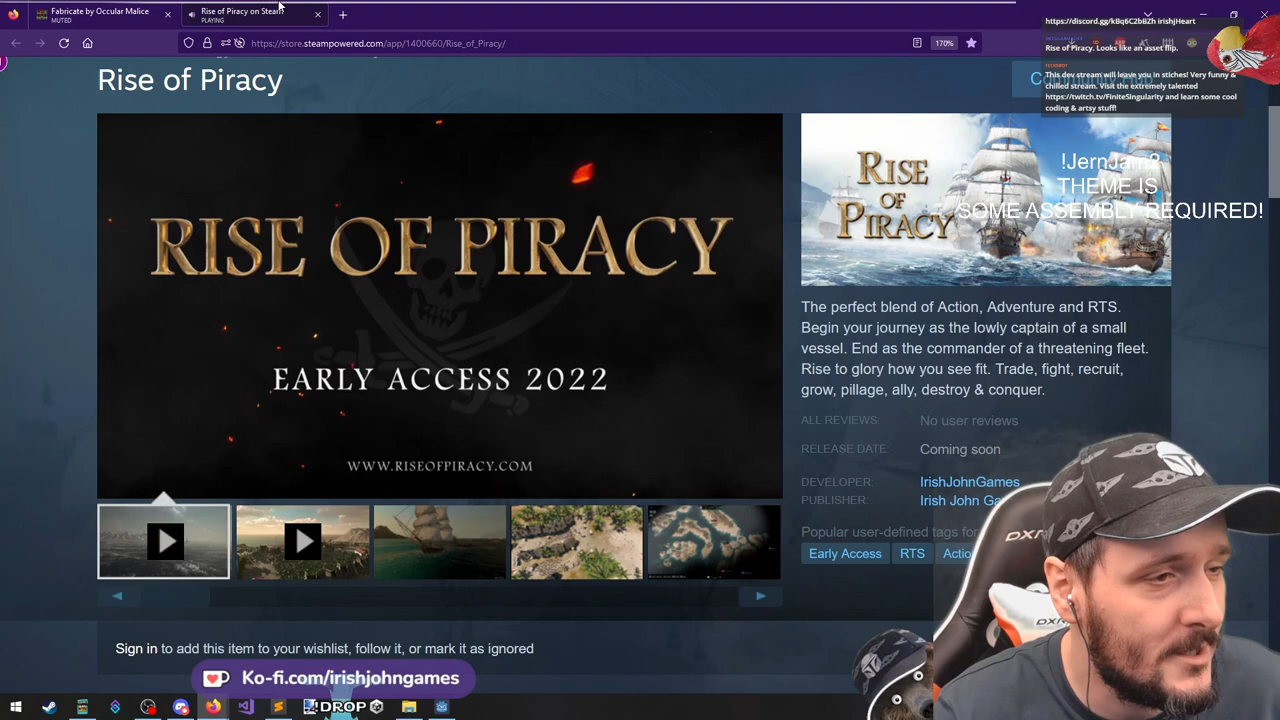 Fabricate by Occular Malice
MUTED
Rise of Piracy on Steam
PLAYING
https://store.steampowered.com/app/1400660/Rise_of_Piracy/
170%
https://discord.gg/kBq6C2bBZh irishjHeart
Rise of Piracy. Looks like an asset flip.
This dev stream will leave you in stiches! Very funny &
chilled stream. Visit the extremely talented
https://twitch.tv/FiniteSingularity and learn some cool
coding & artsy stuff!
Rise of Piracy
RISE OF PIRACY
EARLY ACCESS 2022
WWW.RISEOFPIRACY.COM
RISE
OF
PIRACY
!JernJam2
THEME IS
SOME ASSEMBLY REQUIRED!
The perfect blend of Action, Adventure and RTS.
Begin your journey as the lowly captain of a small
vessel. End as the commander of a threatening fleet.
Rise to glory how you see fit. Trade, fight, recruit,
grow, pillage, ally, destroy & conquer.
ALL REVIEWS: No user reviews
RELEASE DATE: Coming soon
DEVELOPER: IrishJohnGames
PUBLISHER: Irish John Ga
Popular user-defined tags for
Early Access RTS Actio
Sign in to add this item to your wishlist, follow it, or mark it as ignored
Ko-fi.com/irishjohngames
DROP
DXR
DXR